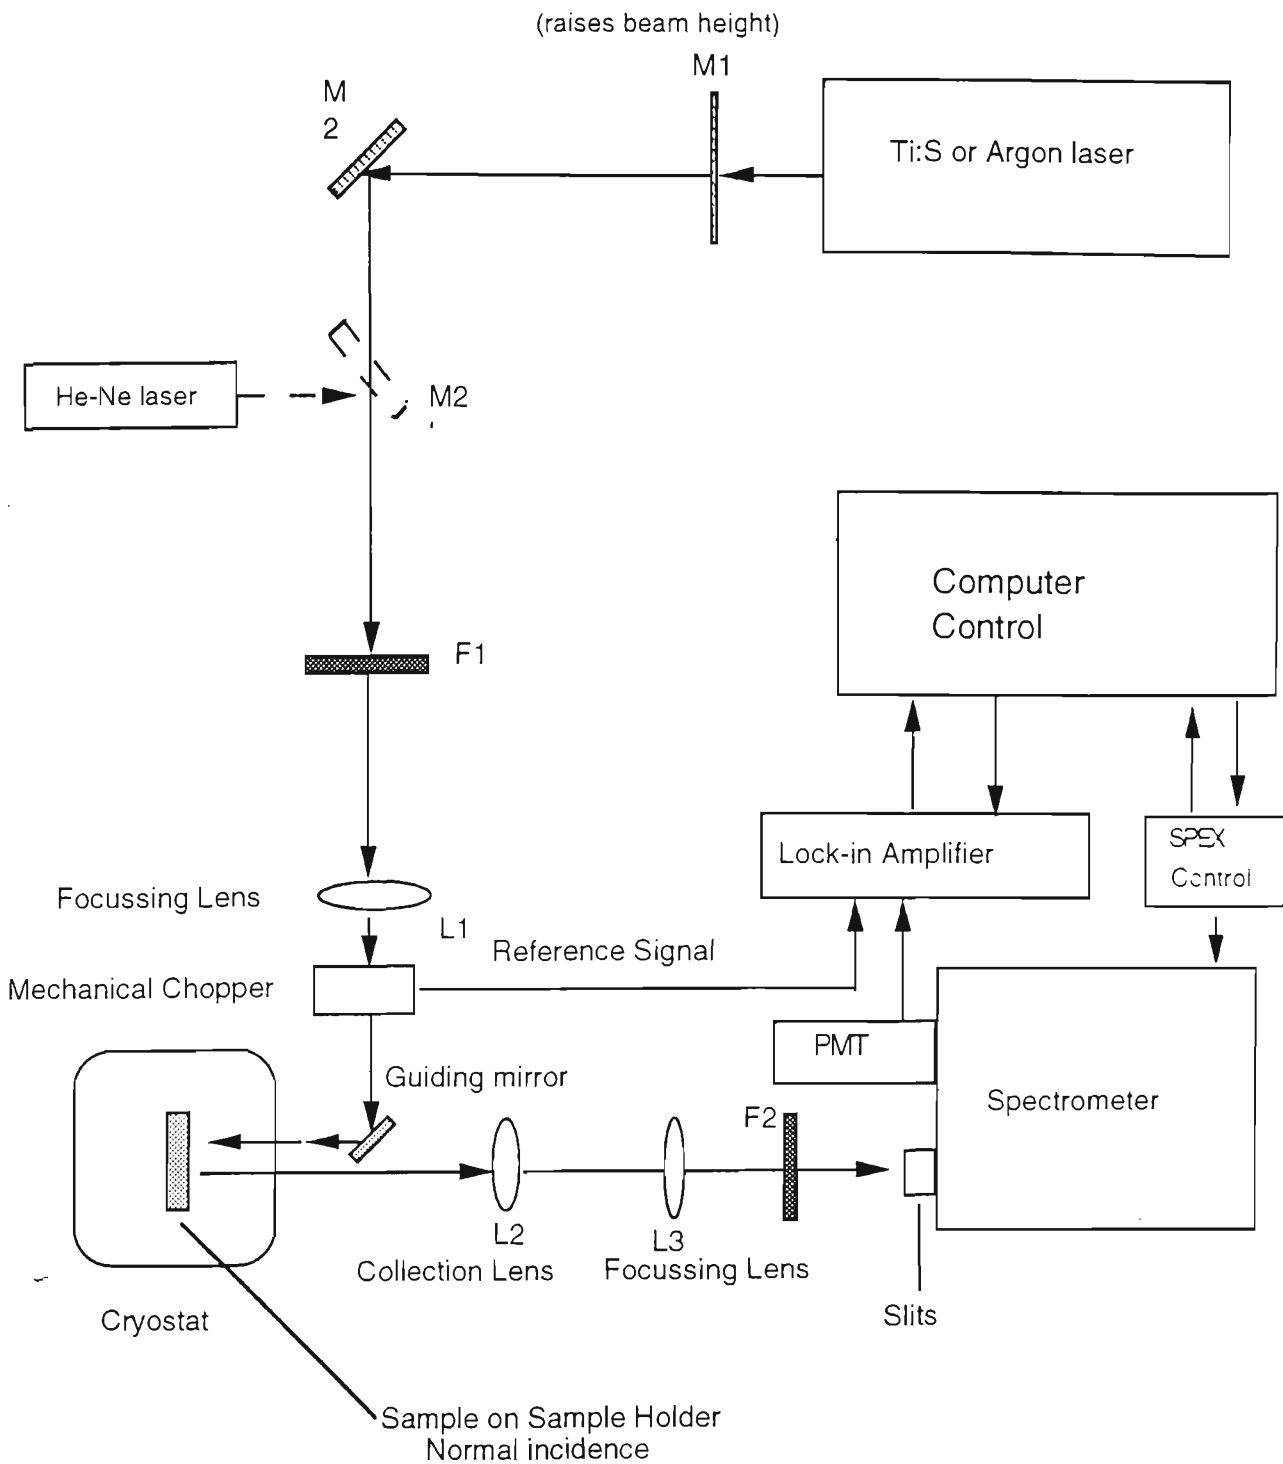 (raises beam height)
M1
M
2
Ti:S or Argon laser
He-Ne laser
M2
Computer
Control
F1
Lock-in Amplifier
SPEX
Control
Focussing Lens
L1
Reference Signal
Mechanical Chopper
PMT
Guiding mirror
F2
Spectrometer
L2
L3
Collection Lens
Focussing Lens
Slits
Cryostat
Sample on Sample Holder
Normal incidence